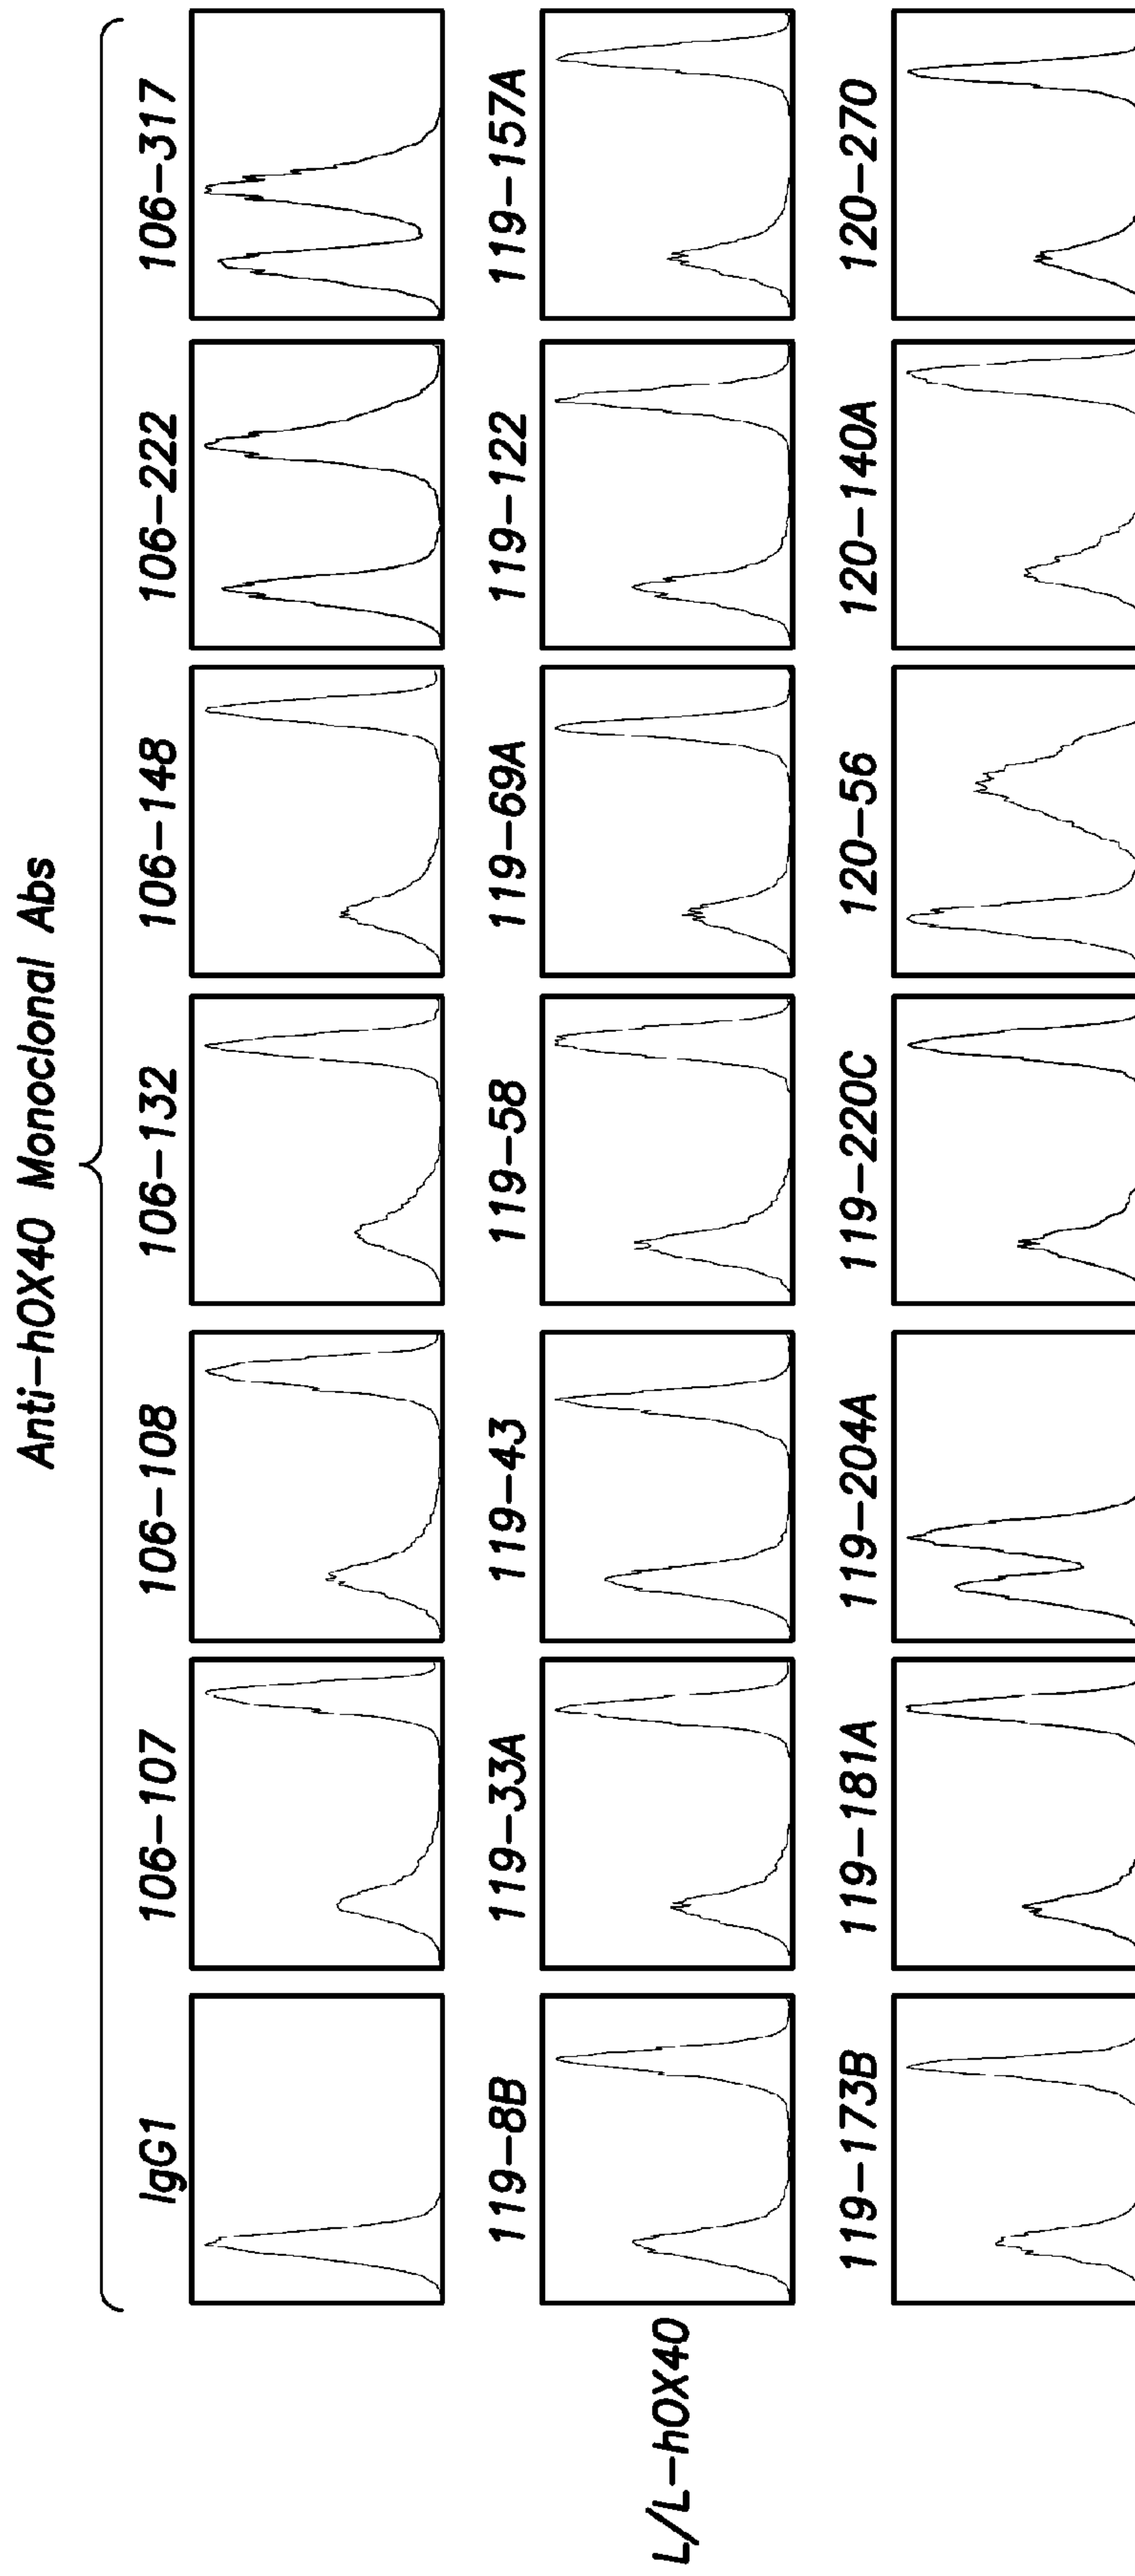 Anti-hOX40 Monoclonal Abs
IgG1 106-107 106-108 106-132 106-148 106-222 106-317
119-8B 119-33A 119-43 119-58 119-69A 119-122 119-157A
L/L-hOX40
119-173B 119-181A 119-204A 119-220C 120-56 120-140A 120-270